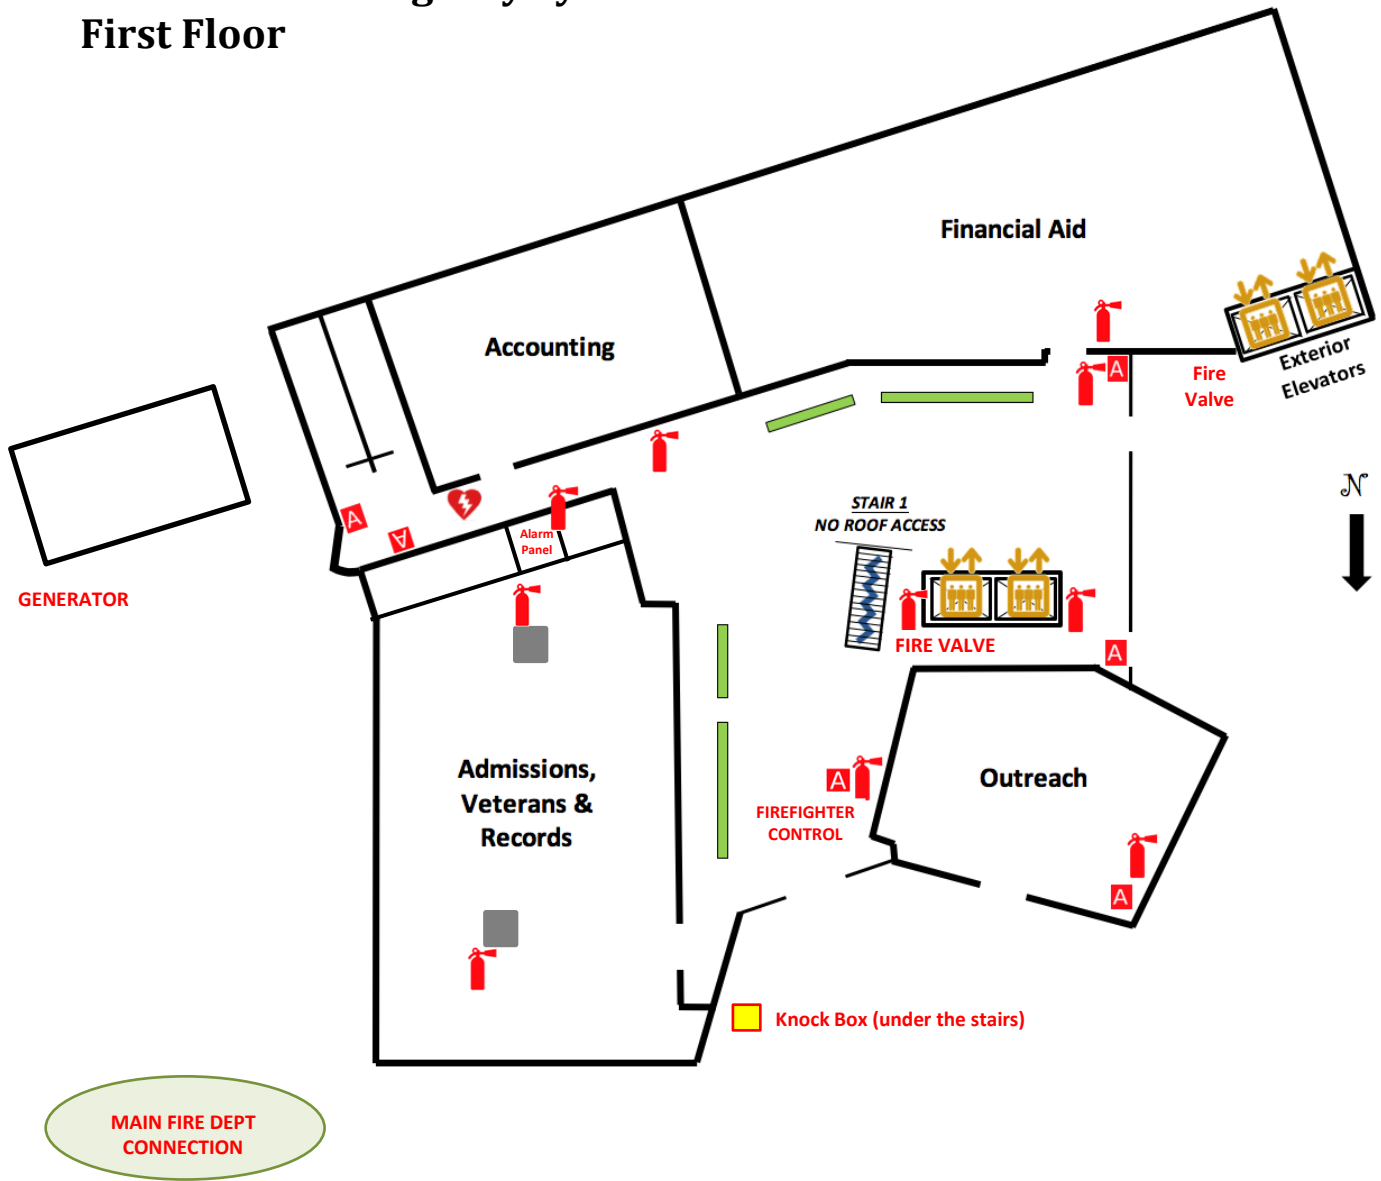 First Floor
Financial Aid
Accounting
Exterior
Elevators
A
Fire
Valve
N
STAIR 1
NO ROOF ACCESS
A
A
Alarm
Panel
GENERATOR
FIRE VALVE
A
Admissions,
Veterans &
Records
Outreach
A
FIREFIGHTER
CONTROL
A
Knock Box (under the stairs)
MAIN FIRE DEPT
CONNECTION